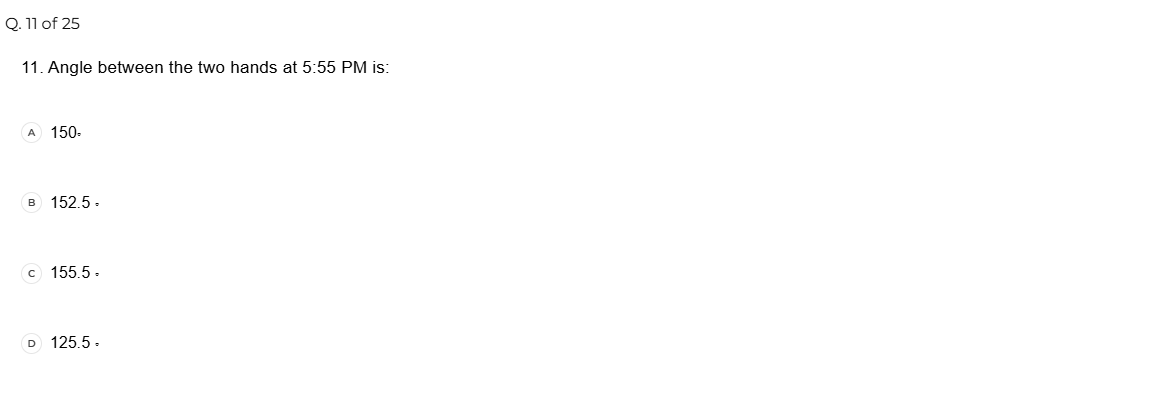 Q. 11 of 25
11. Angle between the two hands at 5:55 PM is:
A 150∘
B 152.5 ∘
C 155.5 ∘
D 125.5 ∘